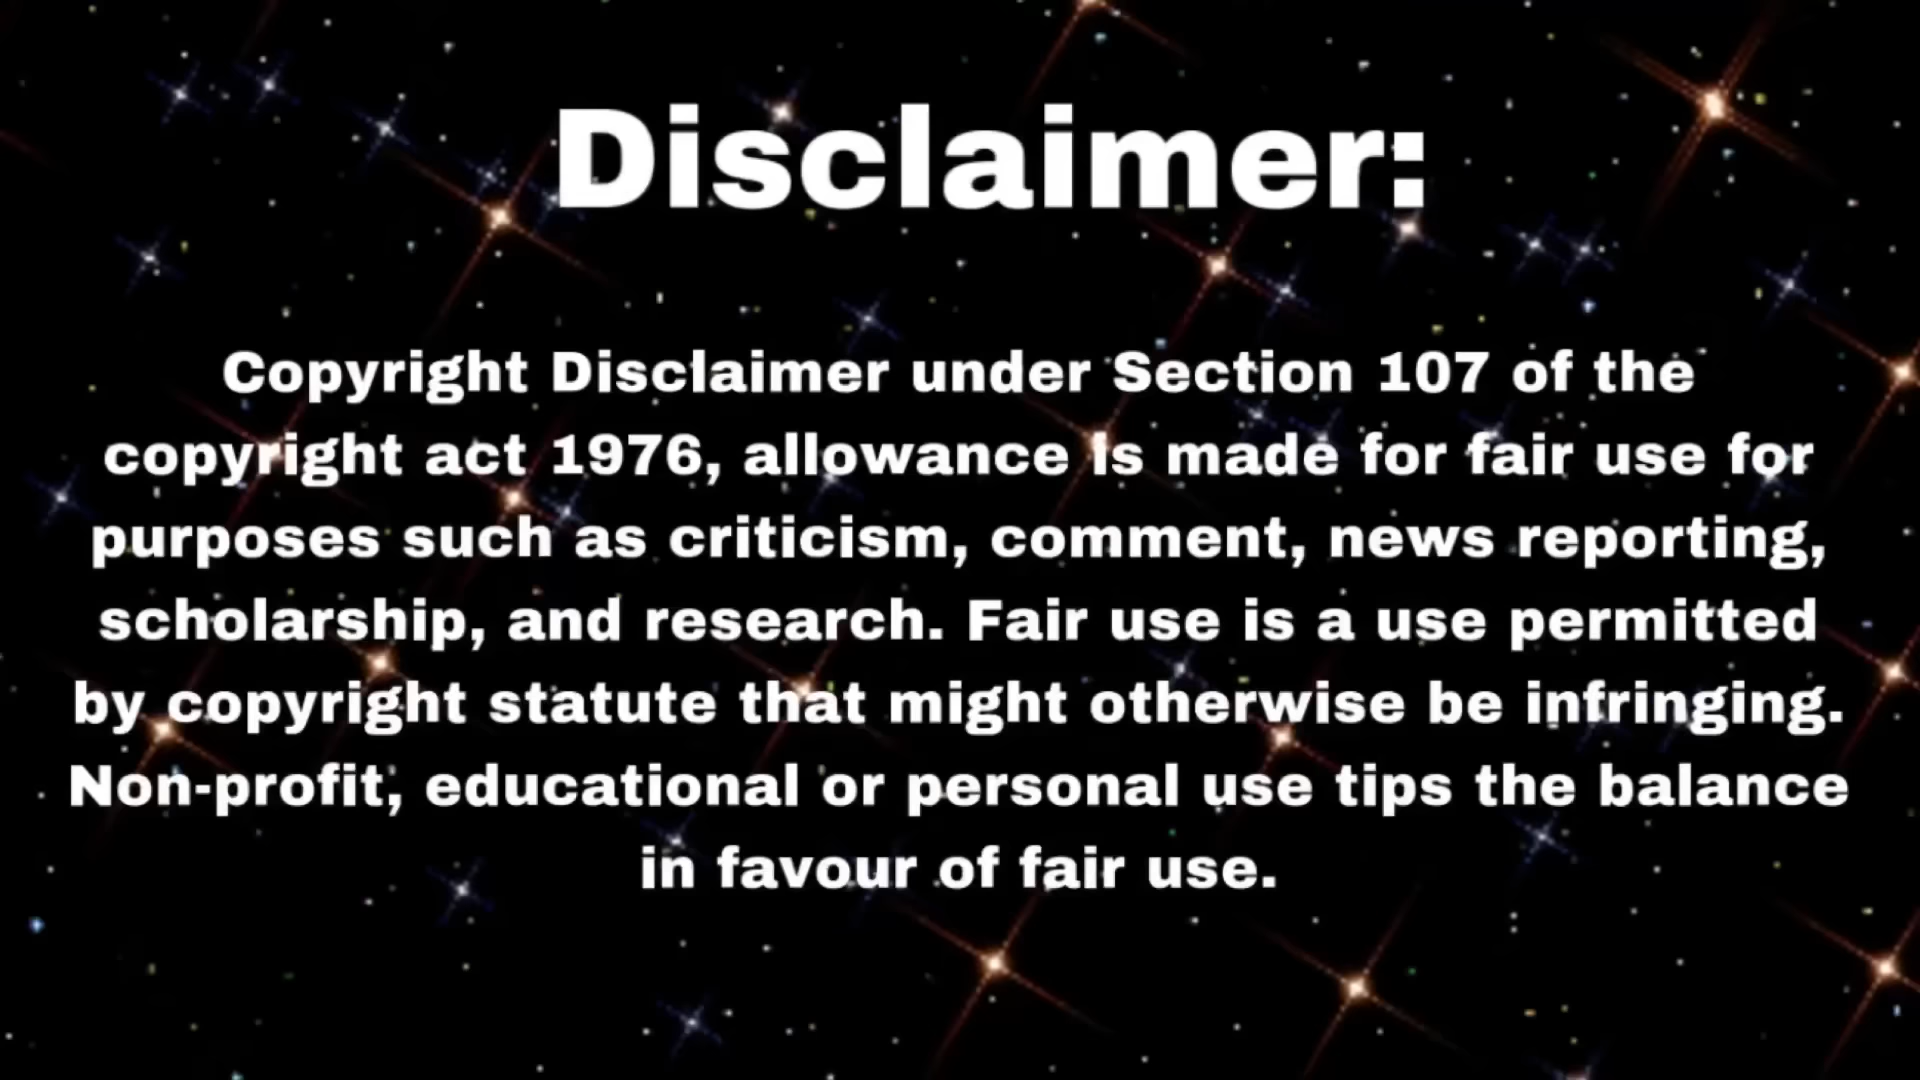 Disclaimer:
Copyright Disclaimer under Section 107 of the
copyright act 1976, allowance is made for fair use for
purposes such as criticism, comment, news reporting,
scholarship, and research. Fair use is a use permitted
by copyright statute that might otherwise be infringing.
Non-profit, educational or personal use tips the balance
in favour of fair use.